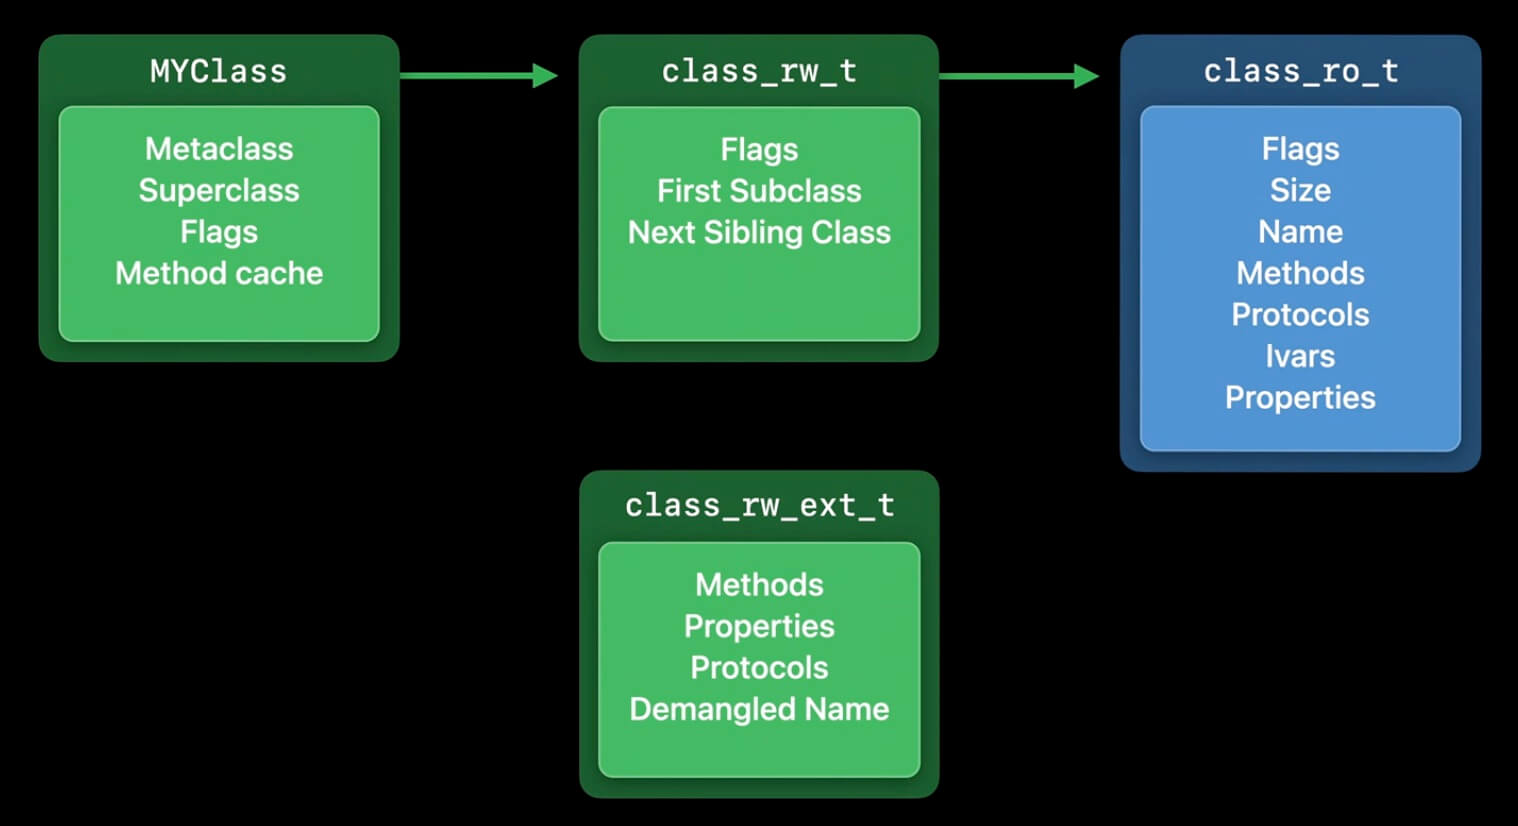 MYClass
Metaclass
Superclass
Flags
Method cache
class_rw_t
Flags
First Subclass
Next Sibling Class
class_ro_t
Flags
Size
Name
Methods
Protocols
Ivars
Properties
class_rw_ext_t
Methods
Properties
Protocols
Demangled Name